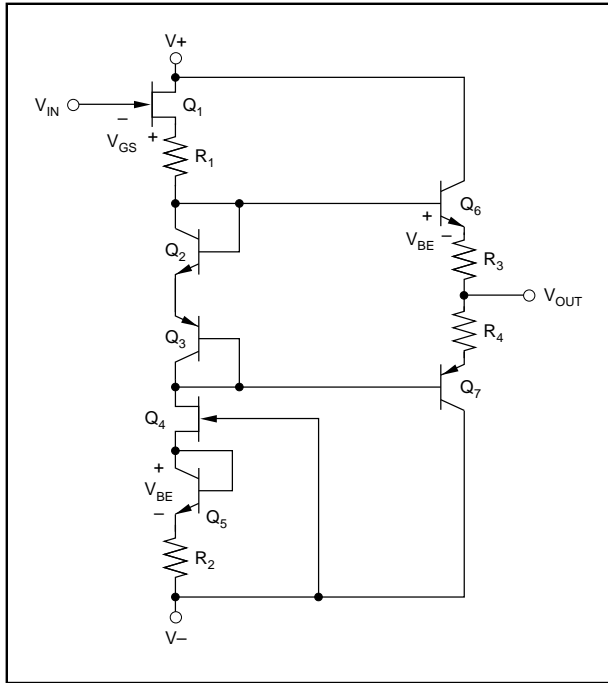 V+
V_IN
–
Q_1
V_GS
+
R_1
Q_2
+
Q_6
V_BE
–
R_3
V_OUT
Q_3
R_4
Q_7
Q_4
+
V_BE
–
Q_5
R_2
V–